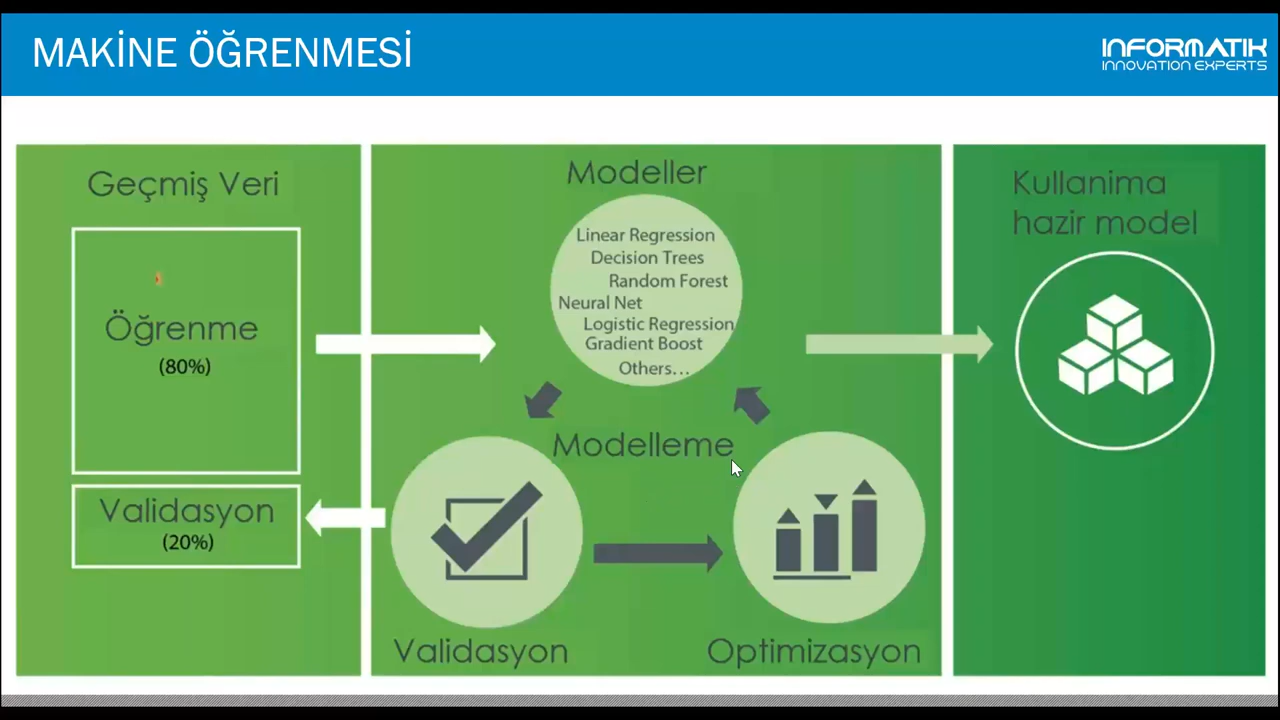 MAKİNE ÖĞRENMESİ
INFORMATIK
INNOVATION EXPERTS
Geçmiş Veri
Öğrenme
(80%)
Validasyon
(20%)
Modeller
Linear Regression
Decision Trees
Random Forest
Neural Net
Logistic Regression
Gradient Boost
Others...
Modelleme
Validasyon
Optimizasyon
Kullanima
hazir model